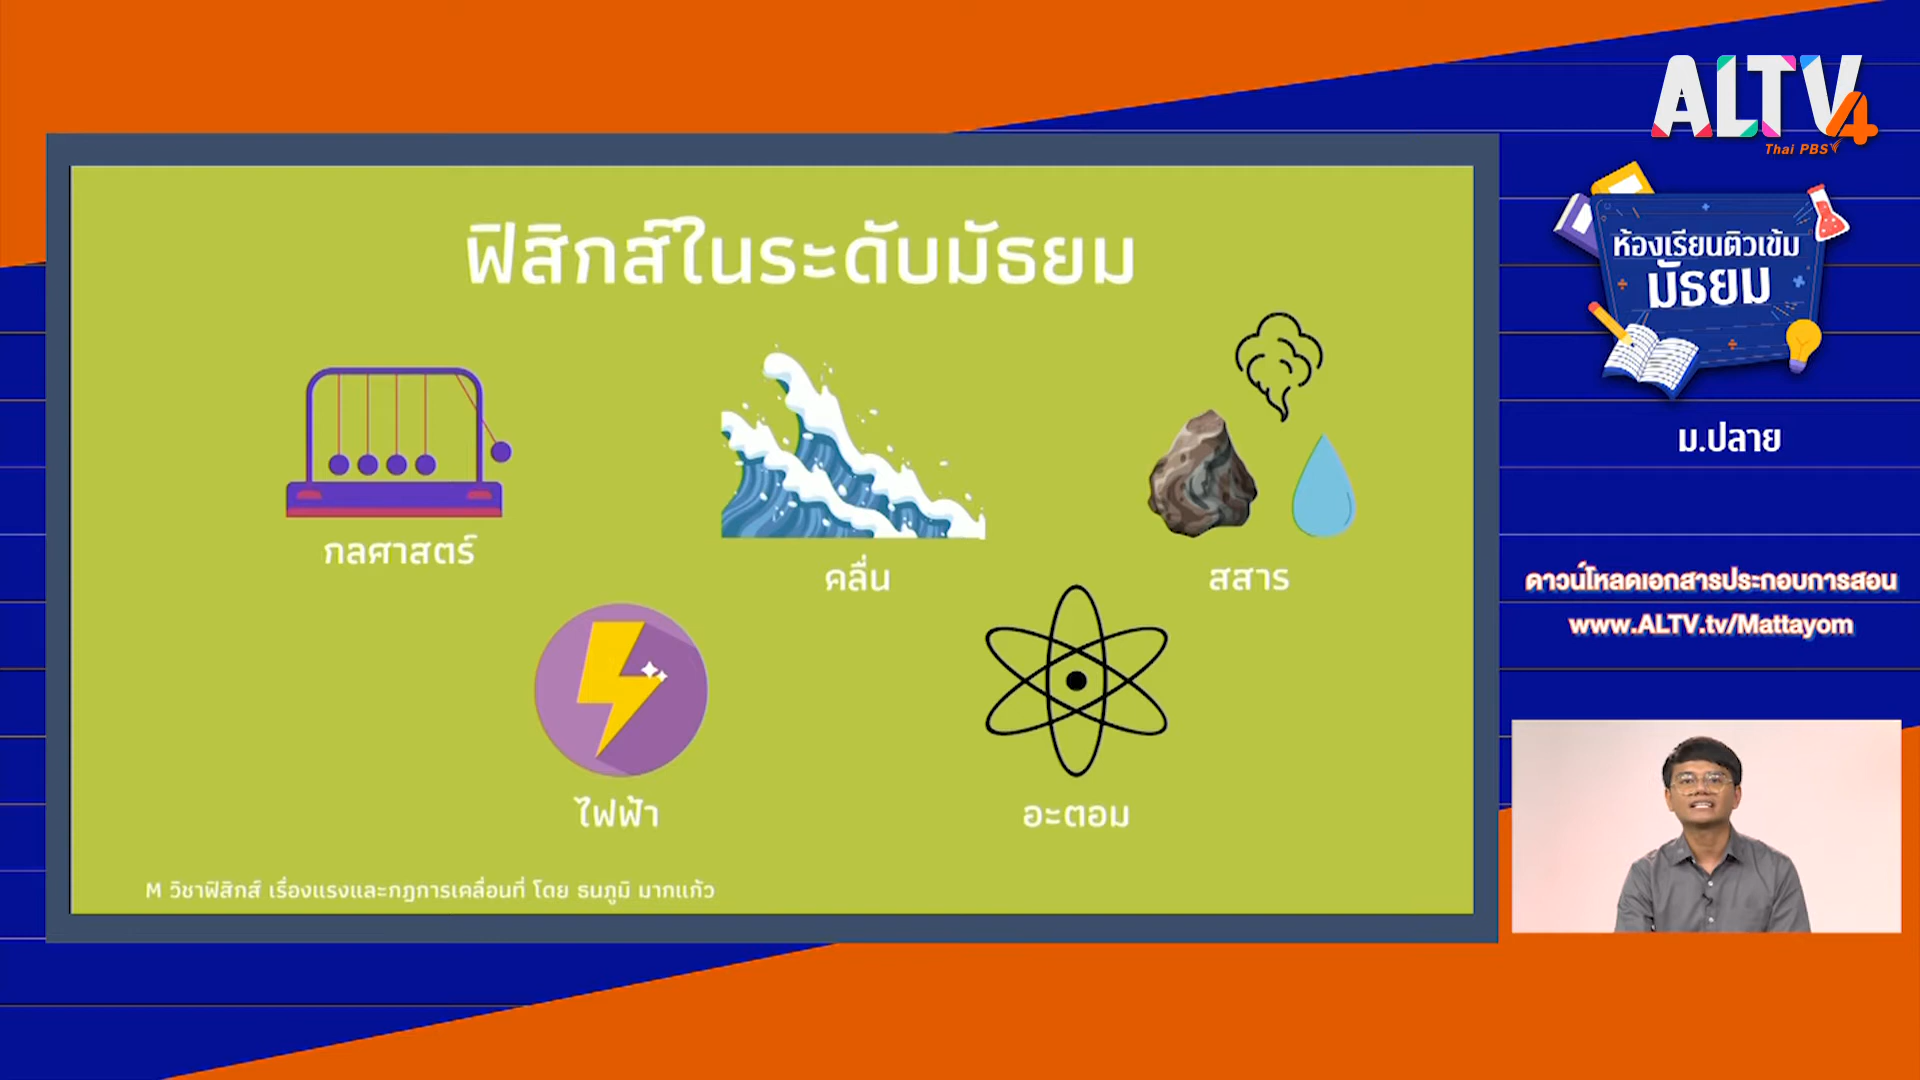 ALTV4
Thai PBS
ห้องเรียนติวเข้ม
มัธยม
ม.ปลาย
ดาวน์โหลดเอกสารประกอบการสอน
www.ALTV.tv/Mattayom
ฟิสิกส์ในระดับมัธยม
กลศาสตร์
คลื่น
สสาร
ไฟฟ้า
อะตอม
M วิชาฟิสิกส์ เรื่องแรงและกฎการเคลื่อนที่ โดย ธนภูมิ มากแก้ว